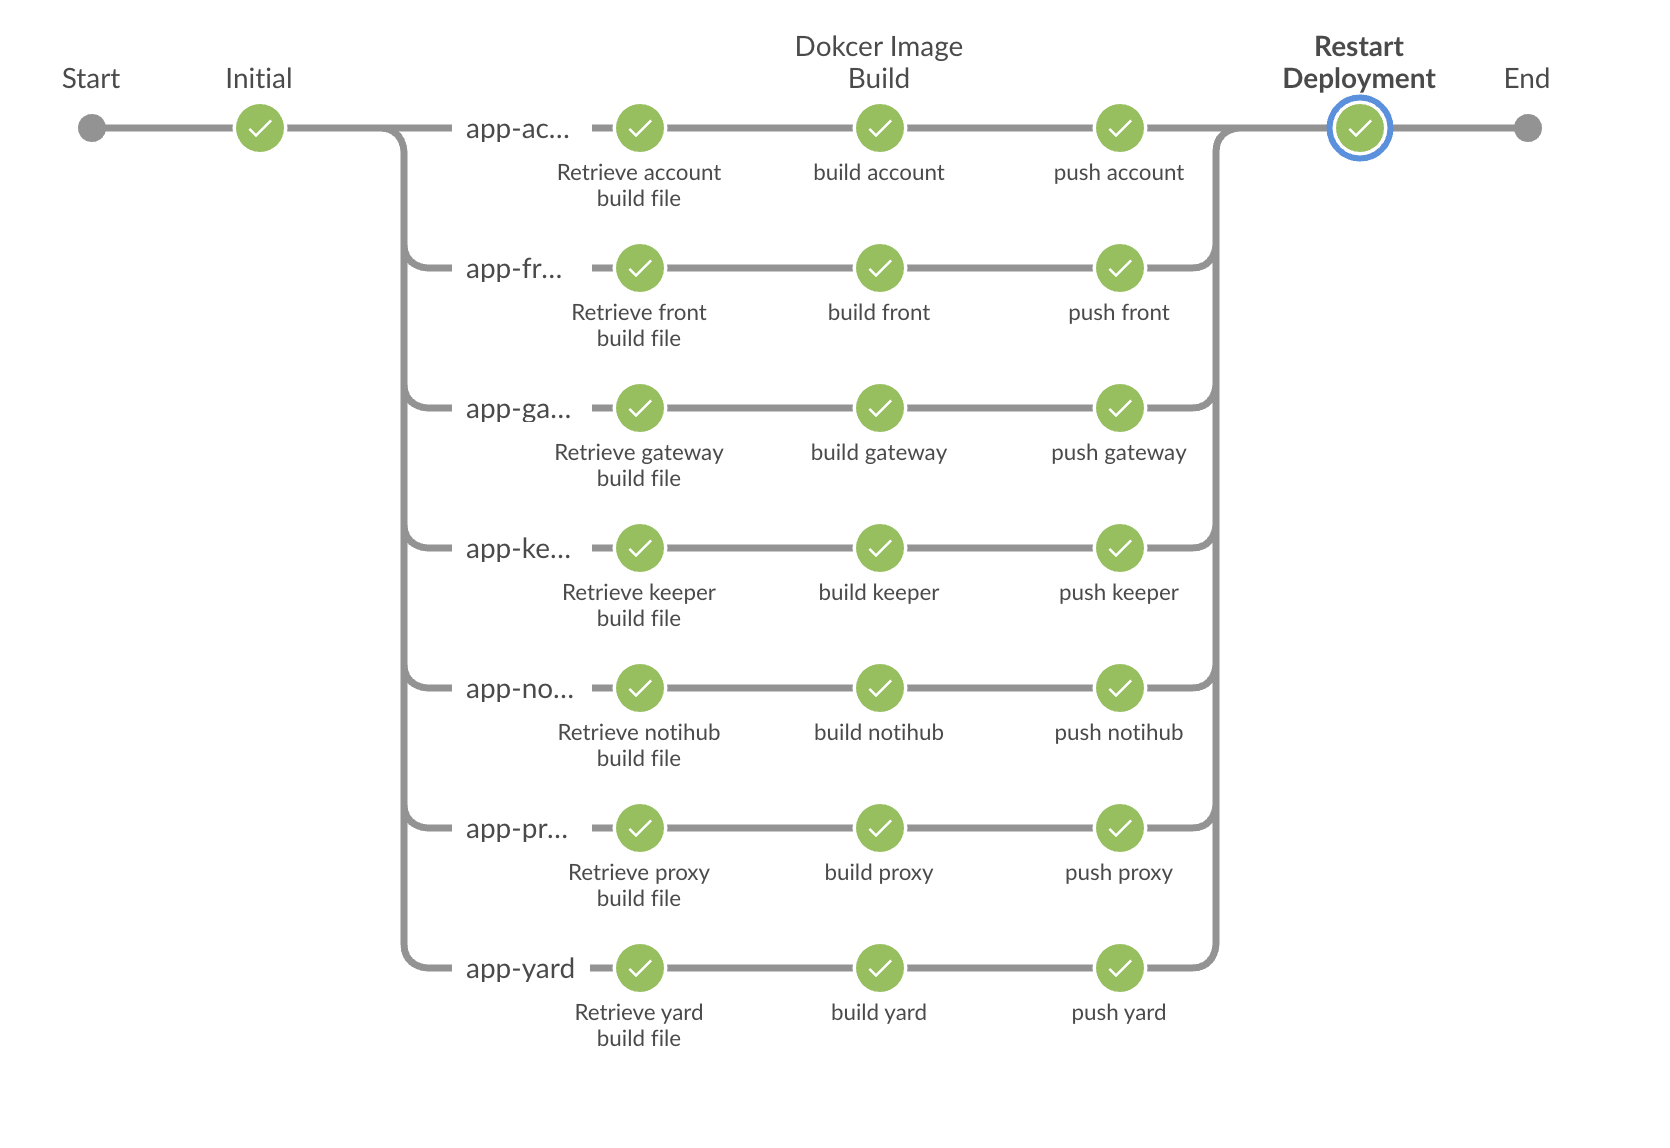 Start
Initial
Dokcer Image
Build
Restart
Deployment
End
app-ac...
Retrieve account
build file
build account
push account
app-fr...
Retrieve front
build file
build front
push front
app-ga...
Retrieve gateway
build file
build gateway
push gateway
app-ke...
Retrieve keeper
build file
build keeper
push keeper
app-no...
Retrieve notihub
build file
build notihub
push notihub
app-pr...
Retrieve proxy
build file
build proxy
push proxy
app-yard
Retrieve yard
build file
build yard
push yard